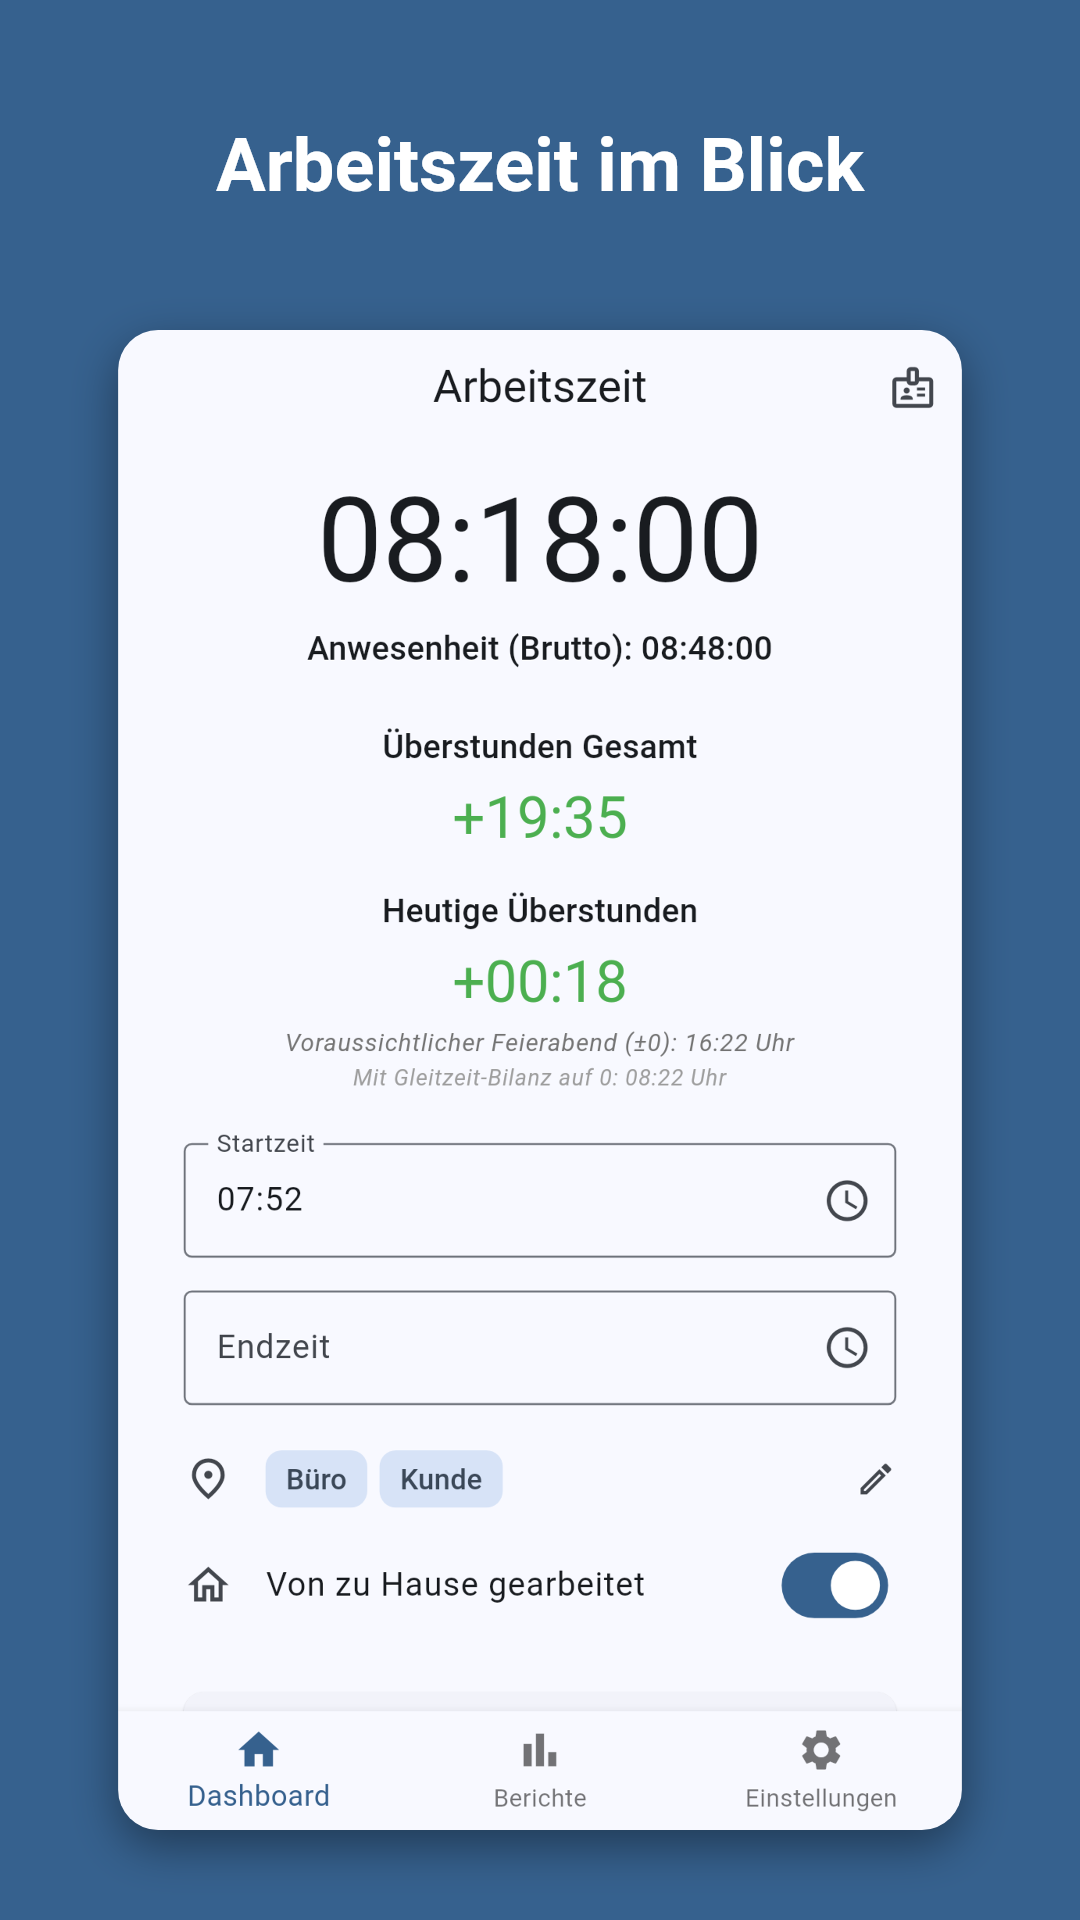 Arbeitszeit im Blick
Arbeitszeit
08:18:00
Anwesenheit (Brutto): 08:48:00
Überstunden Gesamt
+19:35
Heutige Überstunden
+00:18
Voraussichtlicher Feierabend (±0): 16:22 Uhr
Mit Gleitzeit-Bilanz auf 0: 08:22 Uhr
Startzeit
07:52
Endzeit
Büro Kunde
Von zu Hause gearbeitet
Dashboard Berichte Einstellungen